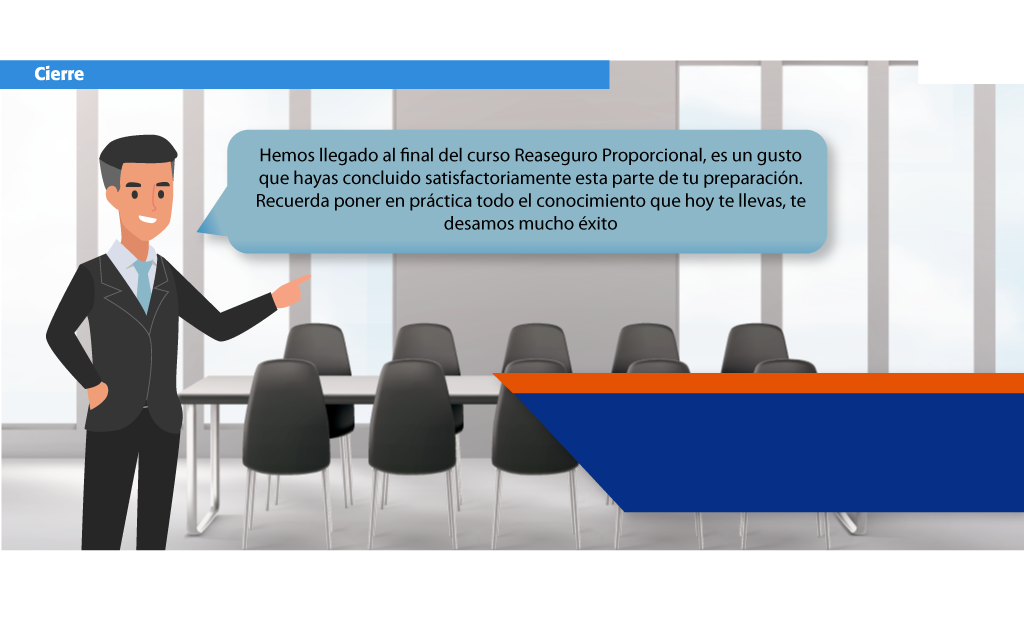 Cierre
Hemos llegado al final del curso Reaseguro Proporcional, es un gusto
que hayas concluido satisfactoriamente esta parte de tu preparación.
Recuerda poner en práctica todo el conocimiento que hoy te llevas, te
desamos mucho éxito